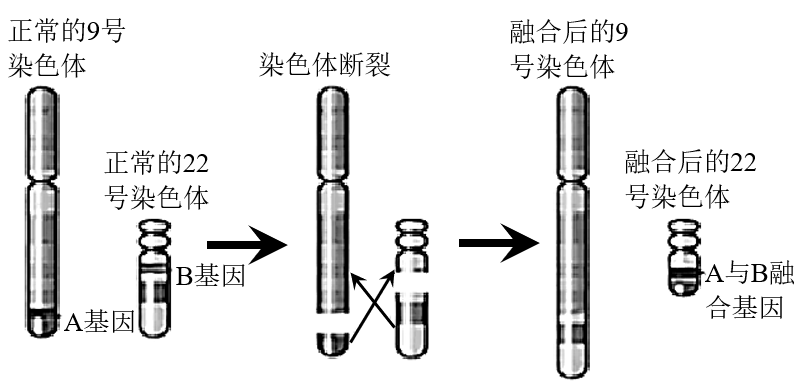 正常的9号
染色体
正常的22
号染色体
B基因
A基因
染色体断裂
融合后的9
号染色体
融合后的22
号染色体
A与B融
合基因